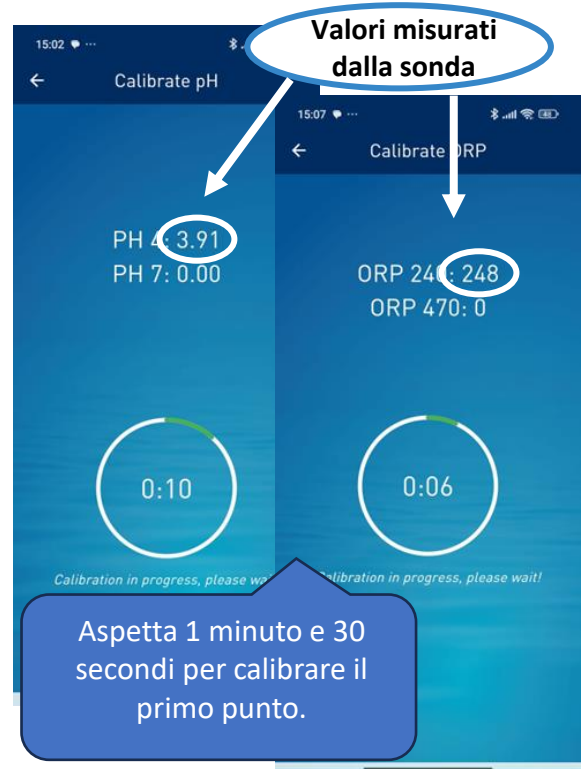 Valori misurati
dalla sonda
15:02
Calibrate pH
PH 4: 3.91
PH 7: 0.00
0:10
Calibration in progress, please wai
15:07
Calibrate ORP
ORP 240: 248
ORP 470: 0
0:06
Calibration in progress, please wait!
Aspetta 1 minuto e 30
secondi per calibrare il
primo punto.